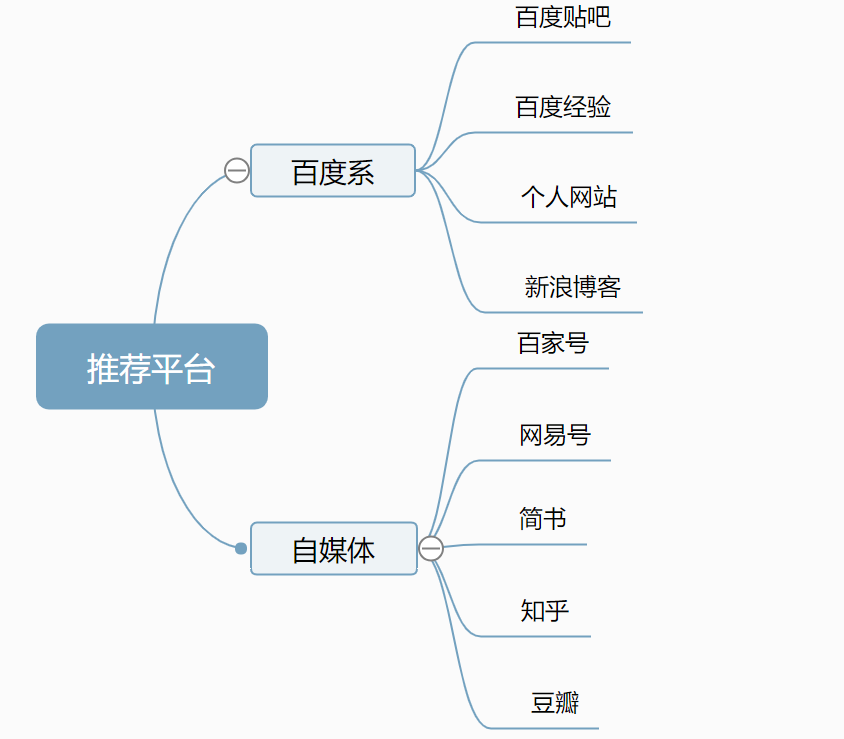 推荐平台
百度系
百度贴吧
百度经验
个人网站
新浪博客
自媒体
百家号
网易号
简书
知乎
豆瓣